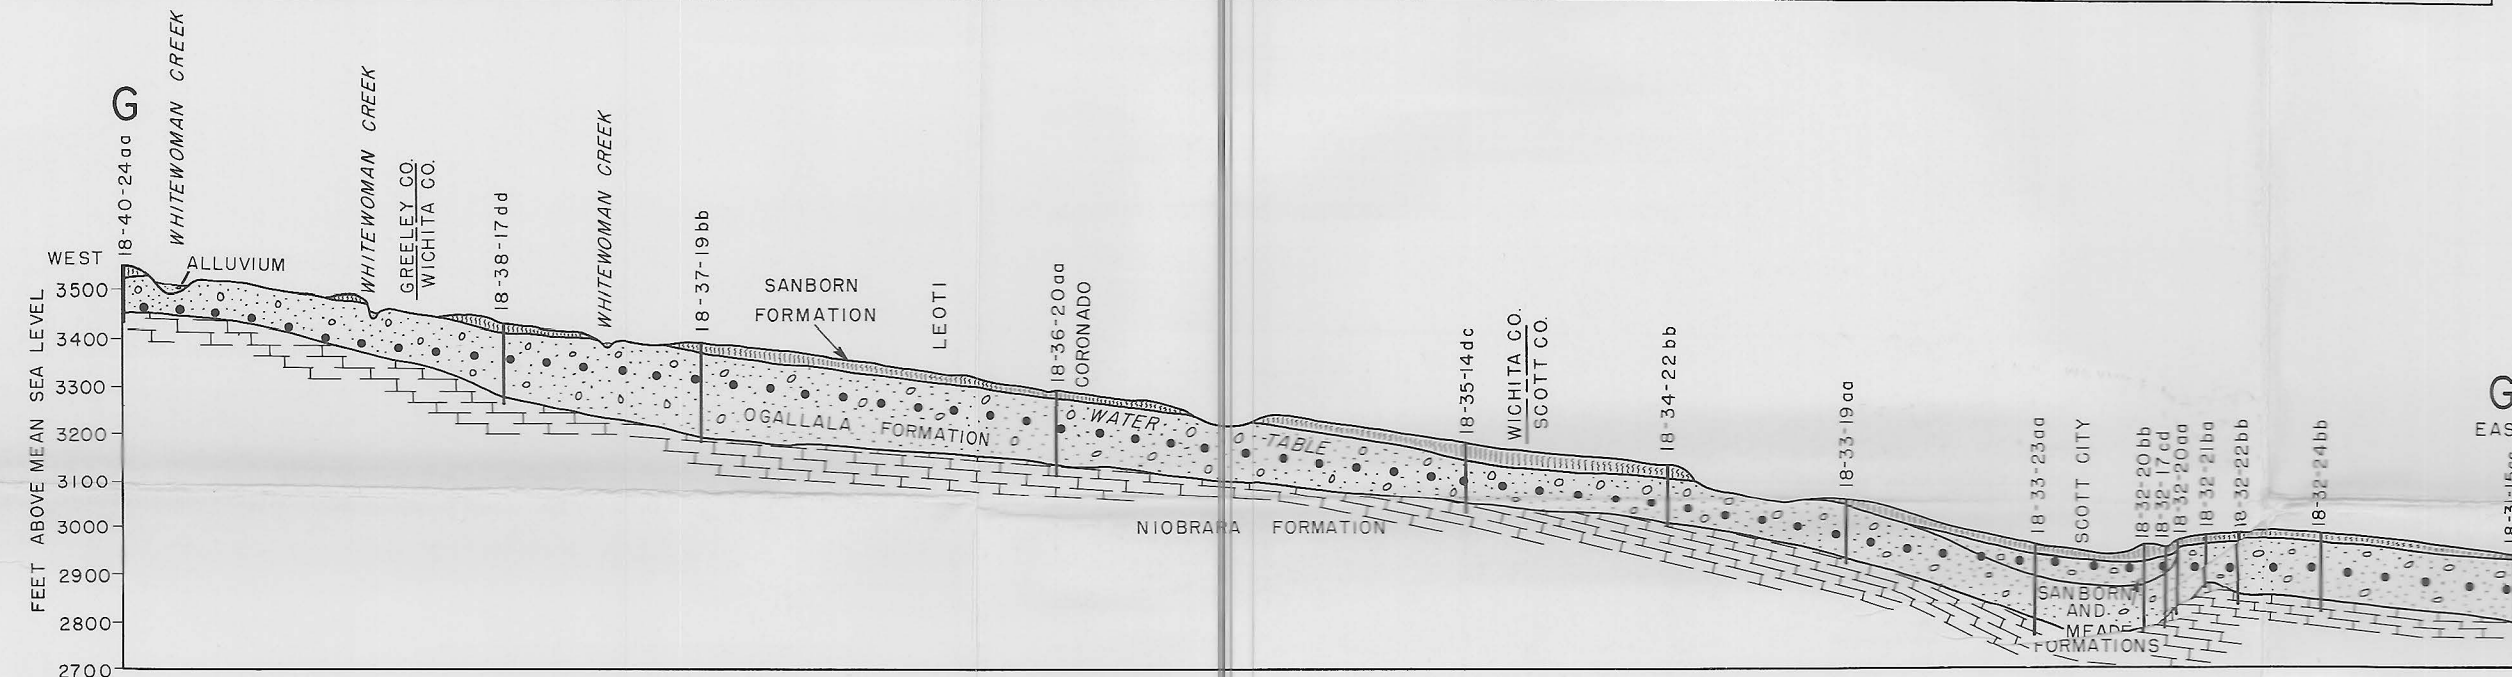 G
WEST
18-40-24aa
WHITEWOMAN CREEK
ALLUVIUM
WHITEWOMAN CREEK
GREELEY CO.
WICHITA CO.
18-38-17dd
WHITEWOMAN CREEK
18-37-19bb
SANBORN
FORMATION
LEOTI
18-36-20aa
CORONADO
18-35-14dc
WICHITA CO.
SCOTT CO.
18-34-22bb
18-33-19aa
18-33-23aa
SCOTT CITY
18-32-20bb
18-32-17cd
18-32-20aa
18-32-21ba
18-32-22bb
18-32-24bb
G
EAS
FEET ABOVE MEAN SEA LEVEL
3500
3400
3300
3200
3100
3000
2900
2800
2700
OGALLALA FORMATION
WATER TABLE
NIOBRARA FORMATION
SANBORN
AND
MEADE
FORMATIONS